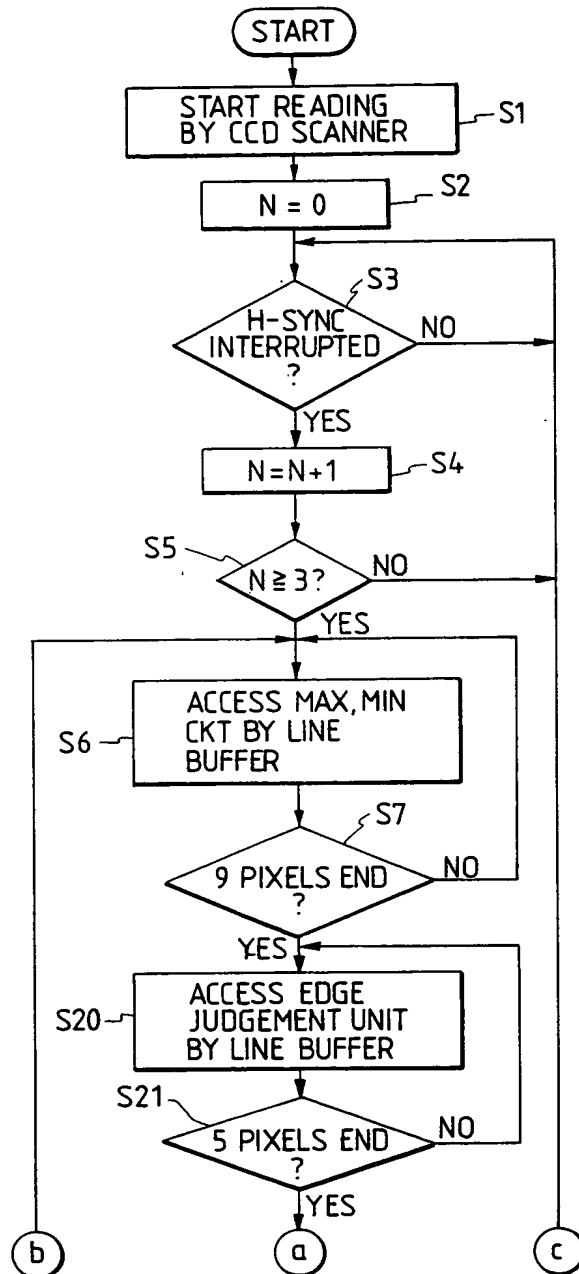 START
START READING
BY CCD SCANNER
S1
S2
N = 0
S3
H-SYNC
INTERRUPTED
?
NO
YES
N=N+1
S4
S5
N ≧ 3?
NO
YES
ACCESS MAX, MIN
CKT BY LINE
BUFFER
S6
S7
9 PIXELS END
?
NO
YES
ACCESS EDGE
JUDGEMENT UNIT
BY LINE BUFFER
S20
S21
5 PIXELS END
?
NO
YES
b
a
c